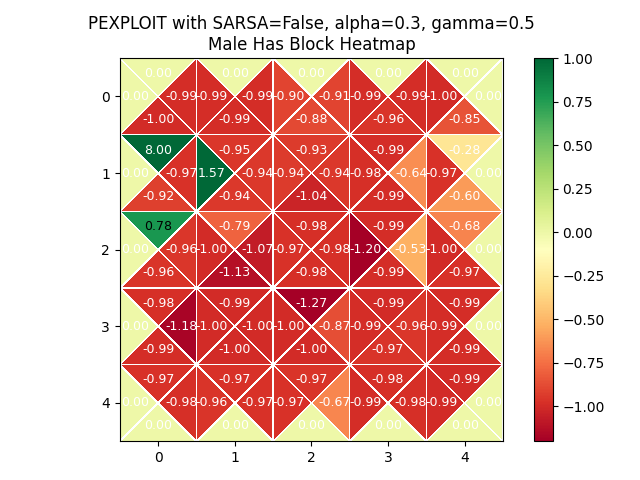 PEXPLOIT with SARSA=False, alpha=0.3, gamma=0.5
Male Has Block Heatmap
0.00 0.00 0.00 0.00 0.00
0 0.00 -0.99 -0.99 -0.99 -0.90 -0.91 -0.99 -0.99 -1.00 0.00
-1.00 -0.99 -0.88 -0.96 -0.85
8.00 -0.95 -0.93 -0.99 -0.28
1 0.00 -0.97 1.57 -0.94 -0.94 -0.94 -0.98 -0.64 -0.97 0.00
-0.92 -0.94 -1.04 -0.99 -0.60
0.78 -0.79 -0.98 -0.99 -0.68
2 0.00 -0.96 -1.00 -1.07 -0.97 -0.98 -1.20 -0.53 -1.00 0.00
-0.96 -1.13 -0.98 -0.99 -0.97
-0.98 -0.99 -1.27 -0.99 -0.99
3 0.00 -1.18 -1.00 -1.00 -1.00 -0.87 -0.99 -0.96 -0.99 0.00
-0.99 -1.00 -1.00 -0.97 -0.99
-0.97 -0.97 -0.97 -0.98 -0.99
4 0.00 -0.98 -0.96 -0.97 -0.97 -0.67 -0.99 -0.98 -0.99 0.00
0.00 0.00 0.00 0.00 0.00
0 1 2 3 4
1.00
0.75
0.50
0.25
0.00
−0.25
−0.50
−0.75
−1.00